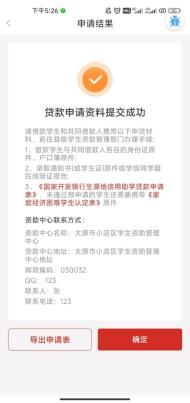 下午5:26
申请结果
贷款申请资料提交成功
请借款学生和共同借款人携带以下申贷材
料，前往县级学生资助管理部门办理手续：
1、借款学生与共同借款人各自的身份证原
件、户口簿原件；
2、录取通知书(或学生证)原件或学信网学籍
在线验证报告；
3、《国家开发银行生源地信用助学贷款申请
表》，未通过预申请的学生还需要携带《家
庭经济困难学生认定表》原件
资助中心联系方式：
资助中心名称：太原市小店区学生资助管理
中心
资助中心地址：太原市小店区学生资助管理
中心
邮政编码：030032
QQ： 123
联系人：张
联系电话：123
导出申请表
确定